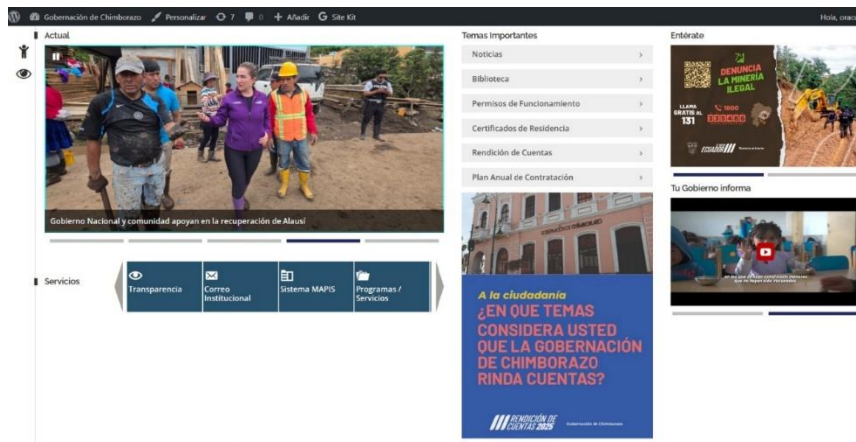 Gobernación de Chimborazo
Personalizar
7
0
Añadir
Site Kit
Hola,
Actual
Gobierno Nacional y comunidad apoyan en la recuperación de Alausí
Servicios
Transparencia
Correo
Institucional
Sistema MAPIS
Programas /
Servicios
Temas Importantes
Noticias
Biblioteca
Permisos de Funcionamiento
Certificados de Residencia
Rendición de Cuentas
Plan Anual de Contratación
A la ciudadanía
¿EN QUE TEMAS
CONSIDERA USTED
QUE LA GOBERNACIÓN
DE CHIMBORAZO
RINDA CUENTAS?
RENDICIÓN DE
CUENTAS 2025
Gobernación de Chimborazo
Entérate
DENUNCIA
LA MINERÍA
ILEGAL
LLAMA
GRATIS AL
131
1800
ECUADOR
Tu Gobierno informa